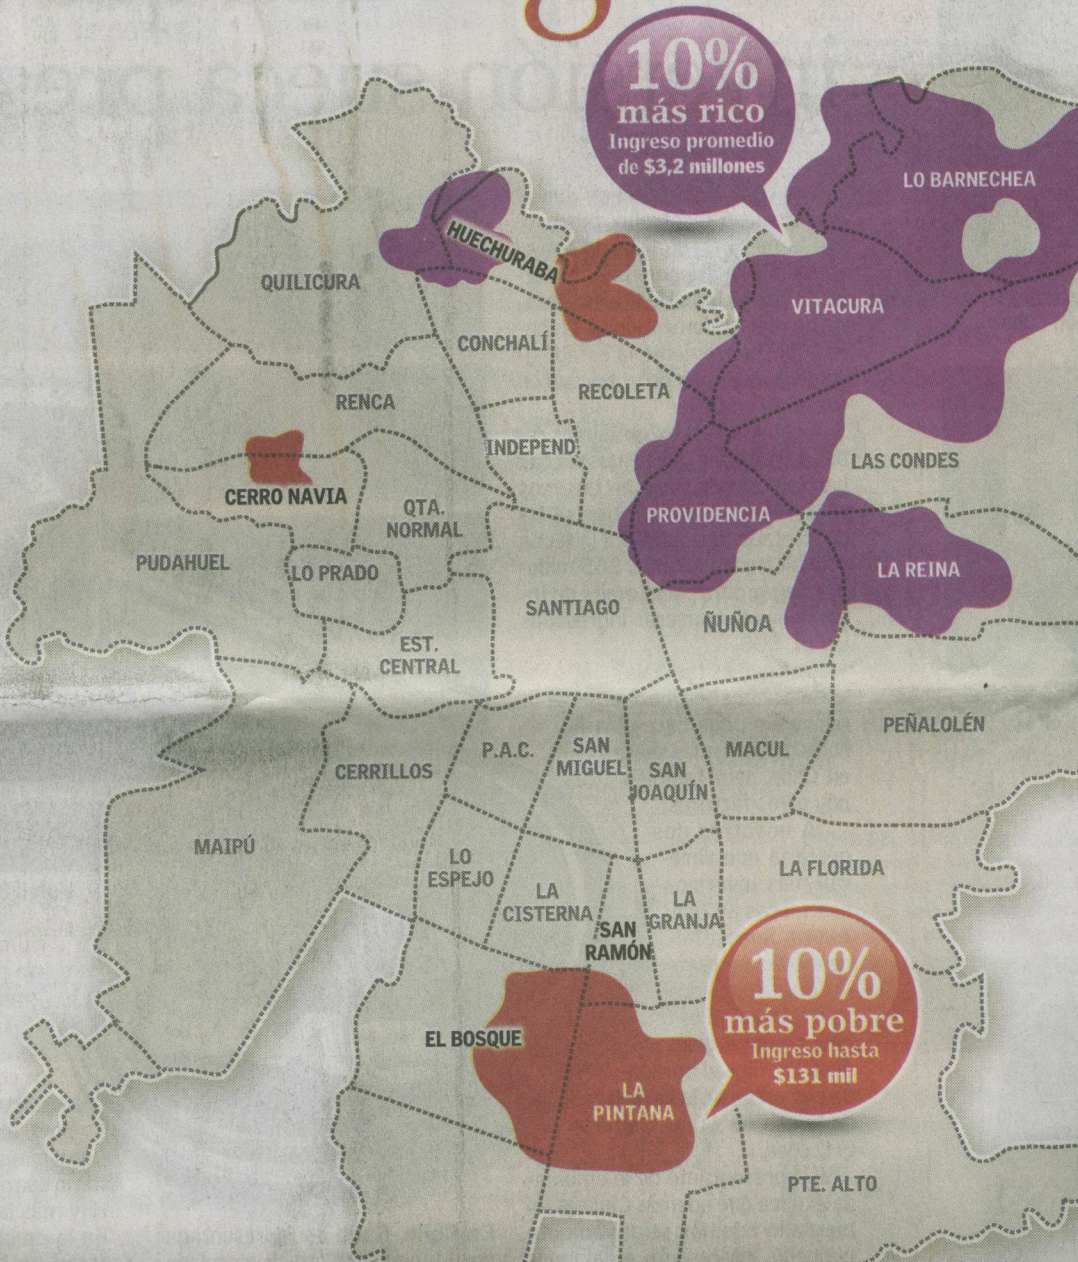 10%
más rico
Ingreso promedio
de $3,2 millones
LO BARNECHEA
HUECHURABA
QUILICURA
VITACURA
CONCHALÍ
RECOLETA
RENCA
INDEPEND.
LAS CONDES
CERRO NAVIA
QTA.
NORMAL
PROVIDENCIA
PUDAHUEL
LO PRADO
LA REINA
SANTIAGO
ÑUÑOA
EST.
CENTRAL
PEÑALOLÉN
P.A.C.
SAN
MIGUEL
MACUL
CERRILLOS
SAN
JOAQUÍN
MAIPÚ
LO
ESPEJO
LA FLORIDA
LA
CISTERNA
LA
GRANJA
SAN
RAMÓN
10%
más pobre
Ingreso hasta
$131 mil
EL BOSQUE
LA
PINTANA
PTE. ALTO